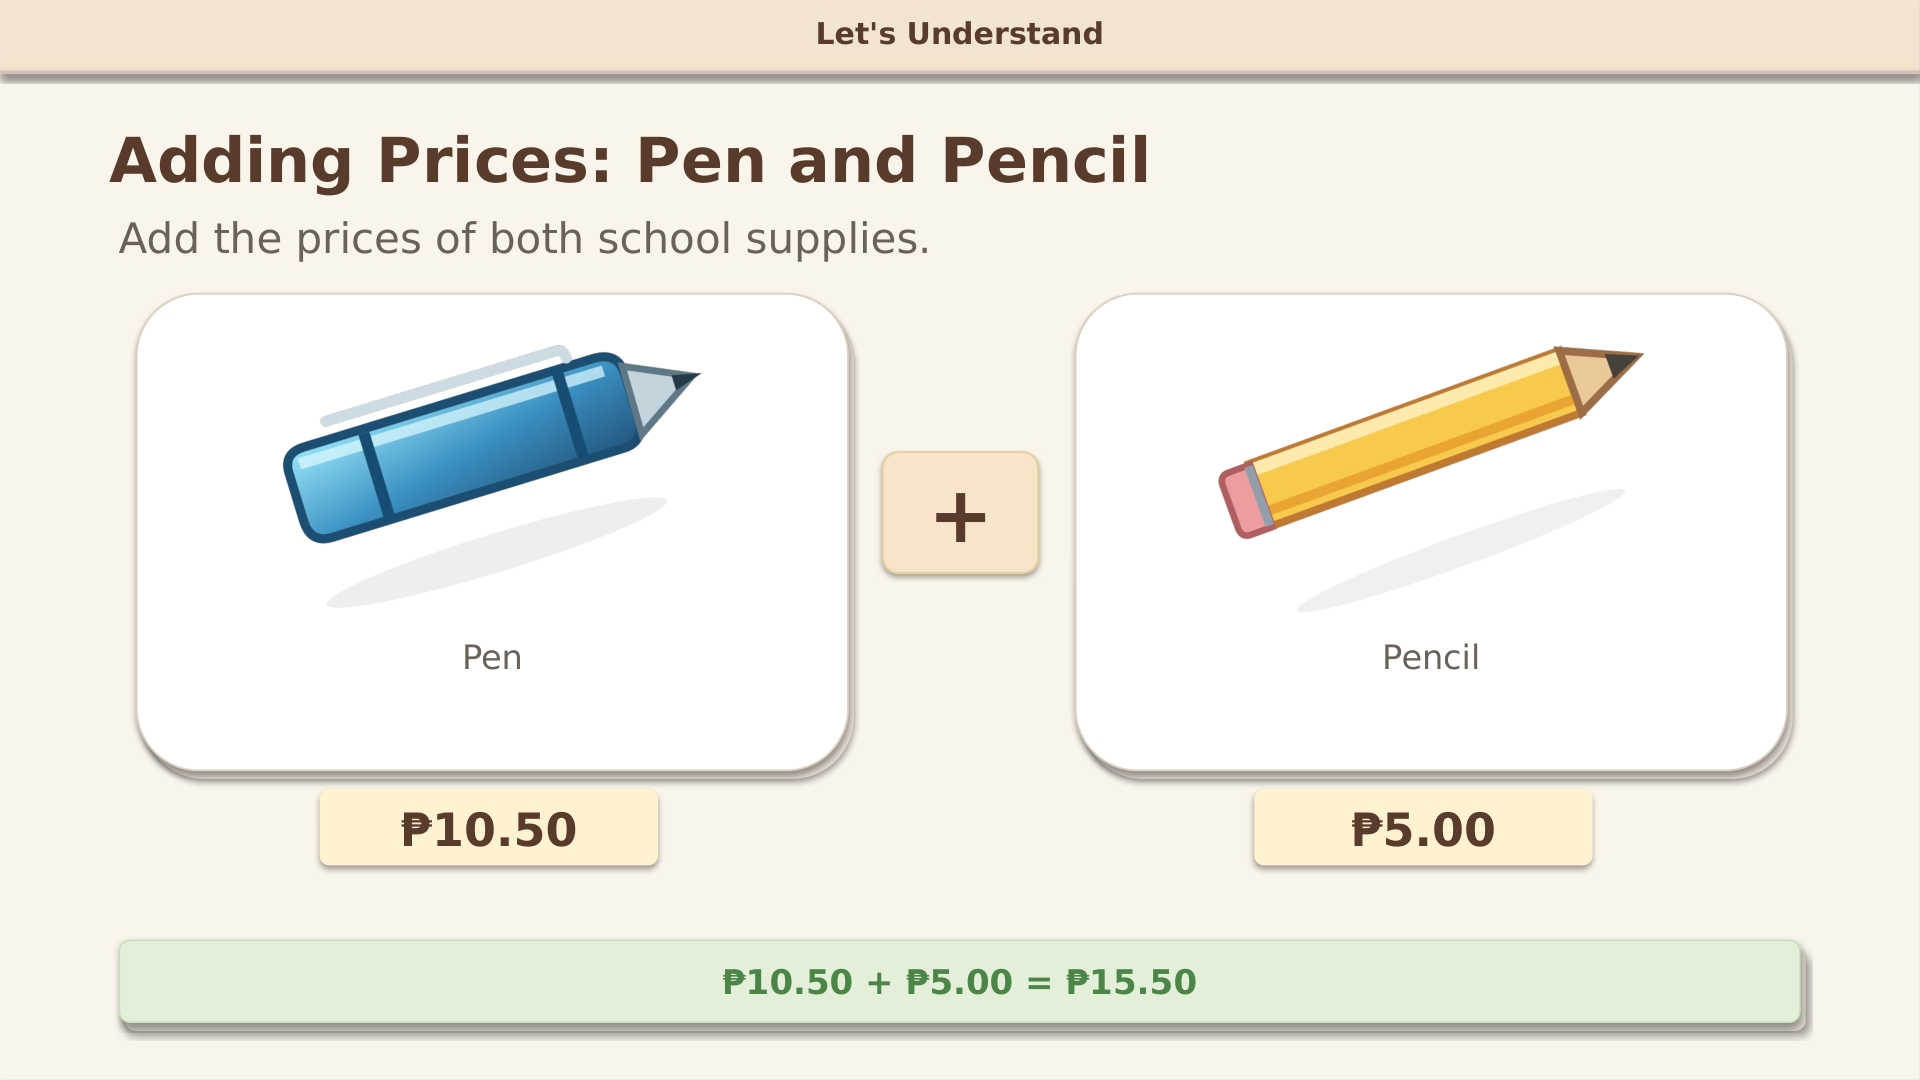 Let's Understand
Adding Prices: Pen and Pencil
Add the prices of both school supplies.
+
Pen
Pencil
₱10.50
₱5.00
₱10.50 + ₱5.00 = ₱15.50